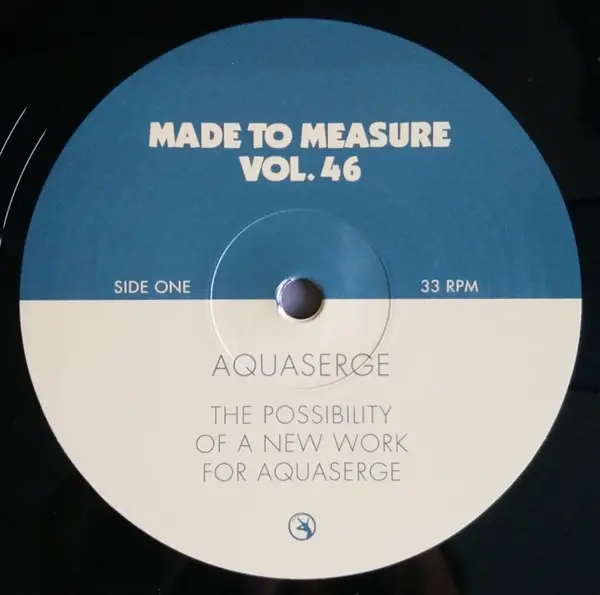 MADE TO MEASURE
VOL. 46
SIDE ONE
33 RPM
AQUASERGE
THE POSSIBILITY
OF A NEW WORK
FOR AQUASERGE